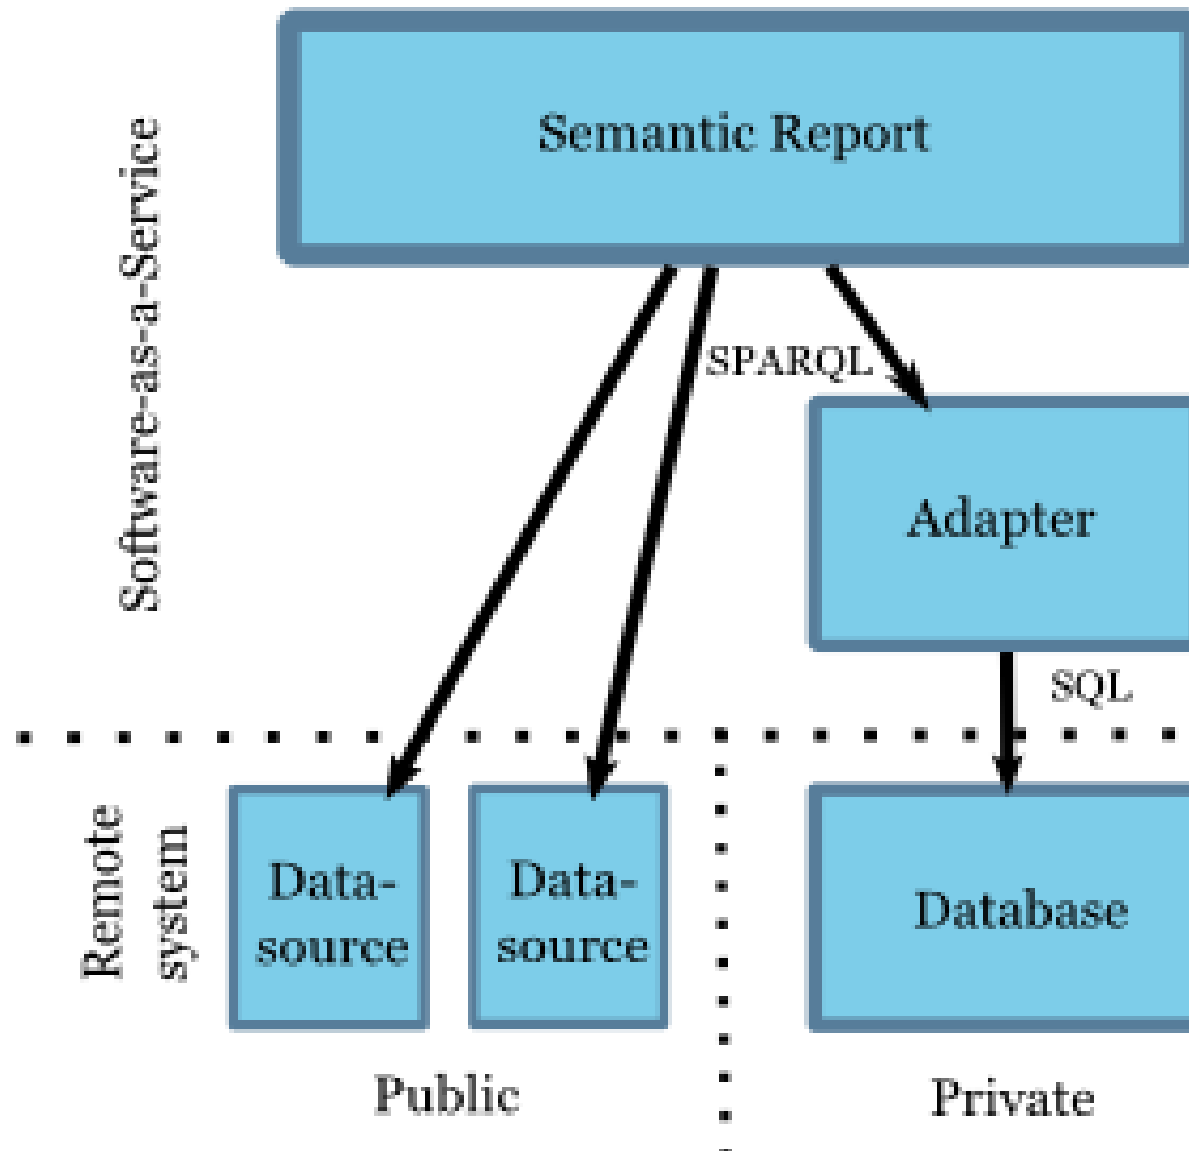 Semantic Report
Software-as-a-Service
SPARQL
Adapter
SQL
Remote
system
Data-
source
Data-
source
Database
Public
Private